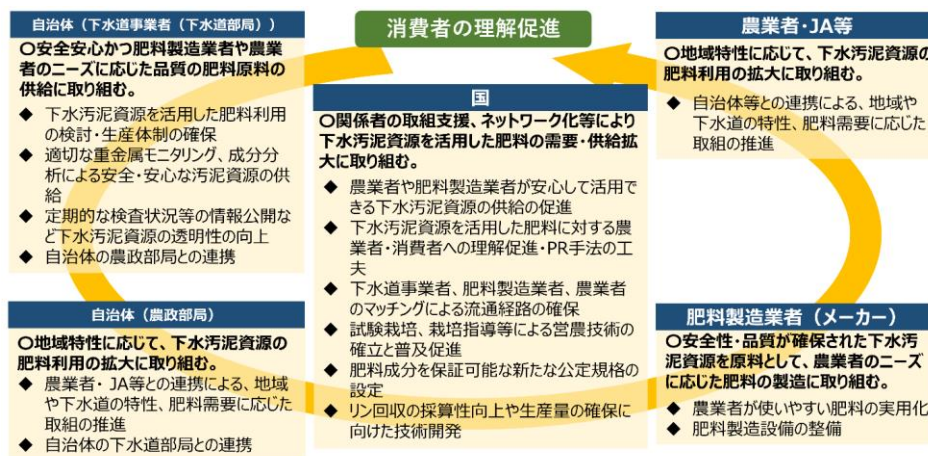 消費者の理解促進
自治体（下水道事業者（下水道部局））
〇安全安心かつ肥料製造業者や農業
者のニーズに応じた品質の肥料原料の
供給に取り組む。
◆ 下水汚泥資源を活用した肥料利用
の検討・生産体制の確保
◆ 適切な重金属モニタリング、成分分
析による安全・安心な汚泥資源の供
給
◆ 定期的な検査状況等の情報公開な
ど下水汚泥資源の透明性の向上
◆ 自治体の農政部局との連携
自治体（農政部局）
〇地域特性に応じて、下水汚泥資源の
肥料利用の拡大に取り組む。
◆ 農業者・ JA等との連携による、地域
や下水道の特性、肥料需要に応じた
取組の推進
◆ 自治体の下水道部局との連携
国
〇関係者の取組支援、ネットワーク化等により
下水汚泥資源を活用した肥料の需要・供給拡
大に取り組む。
◆ 農業者や肥料製造業者が安心して活用で
きる下水汚泥資源の供給の促進
◆ 下水汚泥資源を活用した肥料に対する農
業者・消費者への理解促進・PR手法の工
夫
◆ 下水道事業者、肥料製造業者、農業者
のマッチングによる流通経路の確保
◆ 試験栽培、栽培指導等による営農技術の
確立と普及促進
◆ 肥料成分を保証可能な新たな公定規格の
設定
◆ リン回収の採算性向上や生産量の確保に
向けた技術開発
農業者・JA等
〇地域特性に応じて、下水汚泥資源の
肥料利用の拡大に取り組む。
◆ 自治体等との連携による、地域や
下水道の特性、肥料需要に応じた
取組の推進
肥料製造業者（メーカー）
〇安全性・品質が確保された下水汚
泥資源を原料として、農業者のニーズ
に応じた肥料の製造に取り組む。
◆ 農業者が使いやすい肥料の実用化
◆ 肥料製造設備の整備